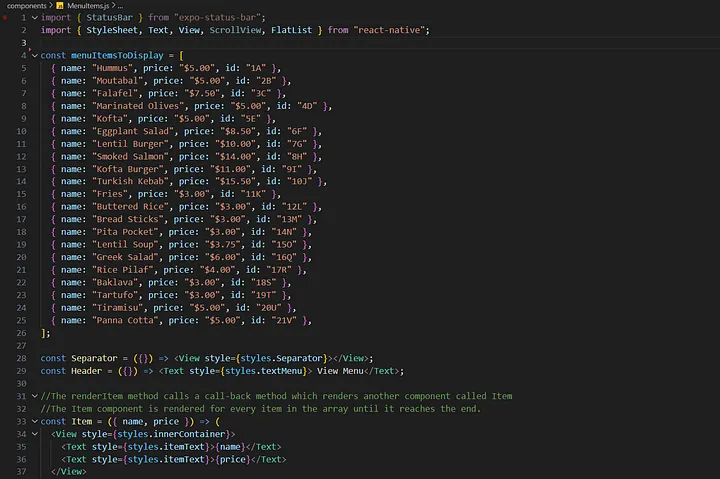 components > MenuItems.js > ...
1 import { StatusBar } from "expo-status-bar";
2 import { StyleSheet, Text, View, ScrollView, FlatList } from "react-native";
3
4 const menuItemsToDisplay = [
5 { name: "Hummus", price: "$5.00", id: "1A" },
6 { name: "Moutabal", price: "$5.00", id: "2B" },
7 { name: "Falafel", price: "$7.50", id: "3C" },
8 { name: "Marinated Olives", price: "$5.00", id: "4D" },
9 { name: "Kofta", price: "$5.00", id: "5E" },
10 { name: "Eggplant Salad", price: "$8.50", id: "6F" },
11 { name: "Lentil Burger", price: "$10.00", id: "7G" },
12 { name: "Smoked Salmon", price: "$14.00", id: "8H" },
13 { name: "Kofta Burger", price: "$11.00", id: "9I" },
14 { name: "Turkish Kebab", price: "$15.50", id: "10J" },
15 { name: "Fries", price: "$3.00", id: "11K" },
16 { name: "Buttered Rice", price: "$3.00", id: "12L" },
17 { name: "Bread Sticks", price: "$3.00", id: "13M" },
18 { name: "Pita Pocket", price: "$3.00", id: "14N" },
19 { name: "Lentil Soup", price: "$3.75", id: "15O" },
20 { name: "Greek Salad", price: "$6.00", id: "16Q" },
21 { name: "Rice Pilaf", price: "$4.00", id: "17R" },
22 { name: "Baklava", price: "$3.00", id: "18S" },
23 { name: "Tartufo", price: "$3.00", id: "19T" },
24 { name: "Tiramisu", price: "$5.00", id: "20U" },
25 { name: "Panna Cotta", price: "$5.00", id: "21V" },
26 ];
27
28 const Separator = ({}) => <View style={styles.Separator}></View>;
29 const Header = ({}) => <Text style={styles.textMenu}> View Menu</Text>;
30
31 //The renderItem method calls a call-back method which renders another component called Item
32 //The Item component is rendered for every item in the array until it reaches the end.
33 const Item = ({ name, price }) => (
34 <View style={styles.innerContainer}>
35 <Text style={styles.itemText}>{name}</Text>
36 <Text style={styles.itemText}>{price}</Text>
37 </View>